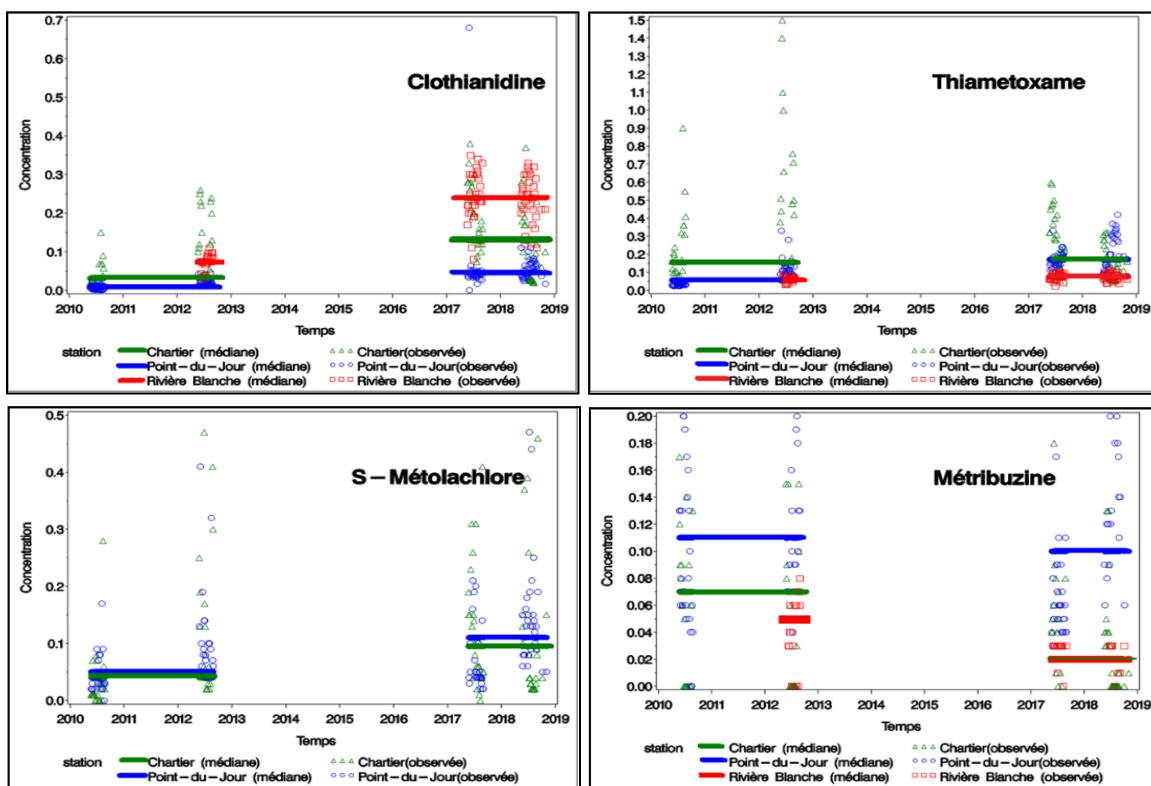 Clothianidine
Concentration
0.7
0.6
0.5
0.4
0.3
0.2
0.1
0.0
2010 2011 2012 2013 2014 2015 2016 2017 2018 2019
Temps
station Chartier (médiane) Chartier(observée)
Point-du-Jour (médiane) Point-du-Jour(observée)
Rivière Blanche (médiane) Rivière Blanche (observée)
Thiametoxame
Concentration
1.5
1.4
1.3
1.2
1.1
1.0
0.9
0.8
0.7
0.6
0.5
0.4
0.3
0.2
0.1
0.0
2010 2011 2012 2013 2014 2015 2016 2017 2018 2019
Temps
station Chartier (médiane) Chartier(observée)
Point-du-Jour (médiane) Point-du-Jour(observée)
Rivière Blanche (médiane) Rivière Blanche (observée)
S-Métolachlore
Concentration
0.5
0.4
0.3
0.2
0.1
0.0
2010 2011 2012 2013 2014 2015 2016 2017 2018 2019
Temps
station Chartier (médiane) Chartier(observée)
Point-du-Jour (médiane) Point-du-Jour(observée)
Métribuzine
Concentration
0.20
0.18
0.16
0.14
0.12
0.10
0.08
0.06
0.04
0.02
0.00
2010 2011 2012 2013 2014 2015 2016 2017 2018 2019
Temps
station Chartier (médiane) Chartier(observée)
Point-du-Jour (médiane) Point-du-Jour(observée)
Rivière Blanche (médiane) Rivière Blanche (observée)